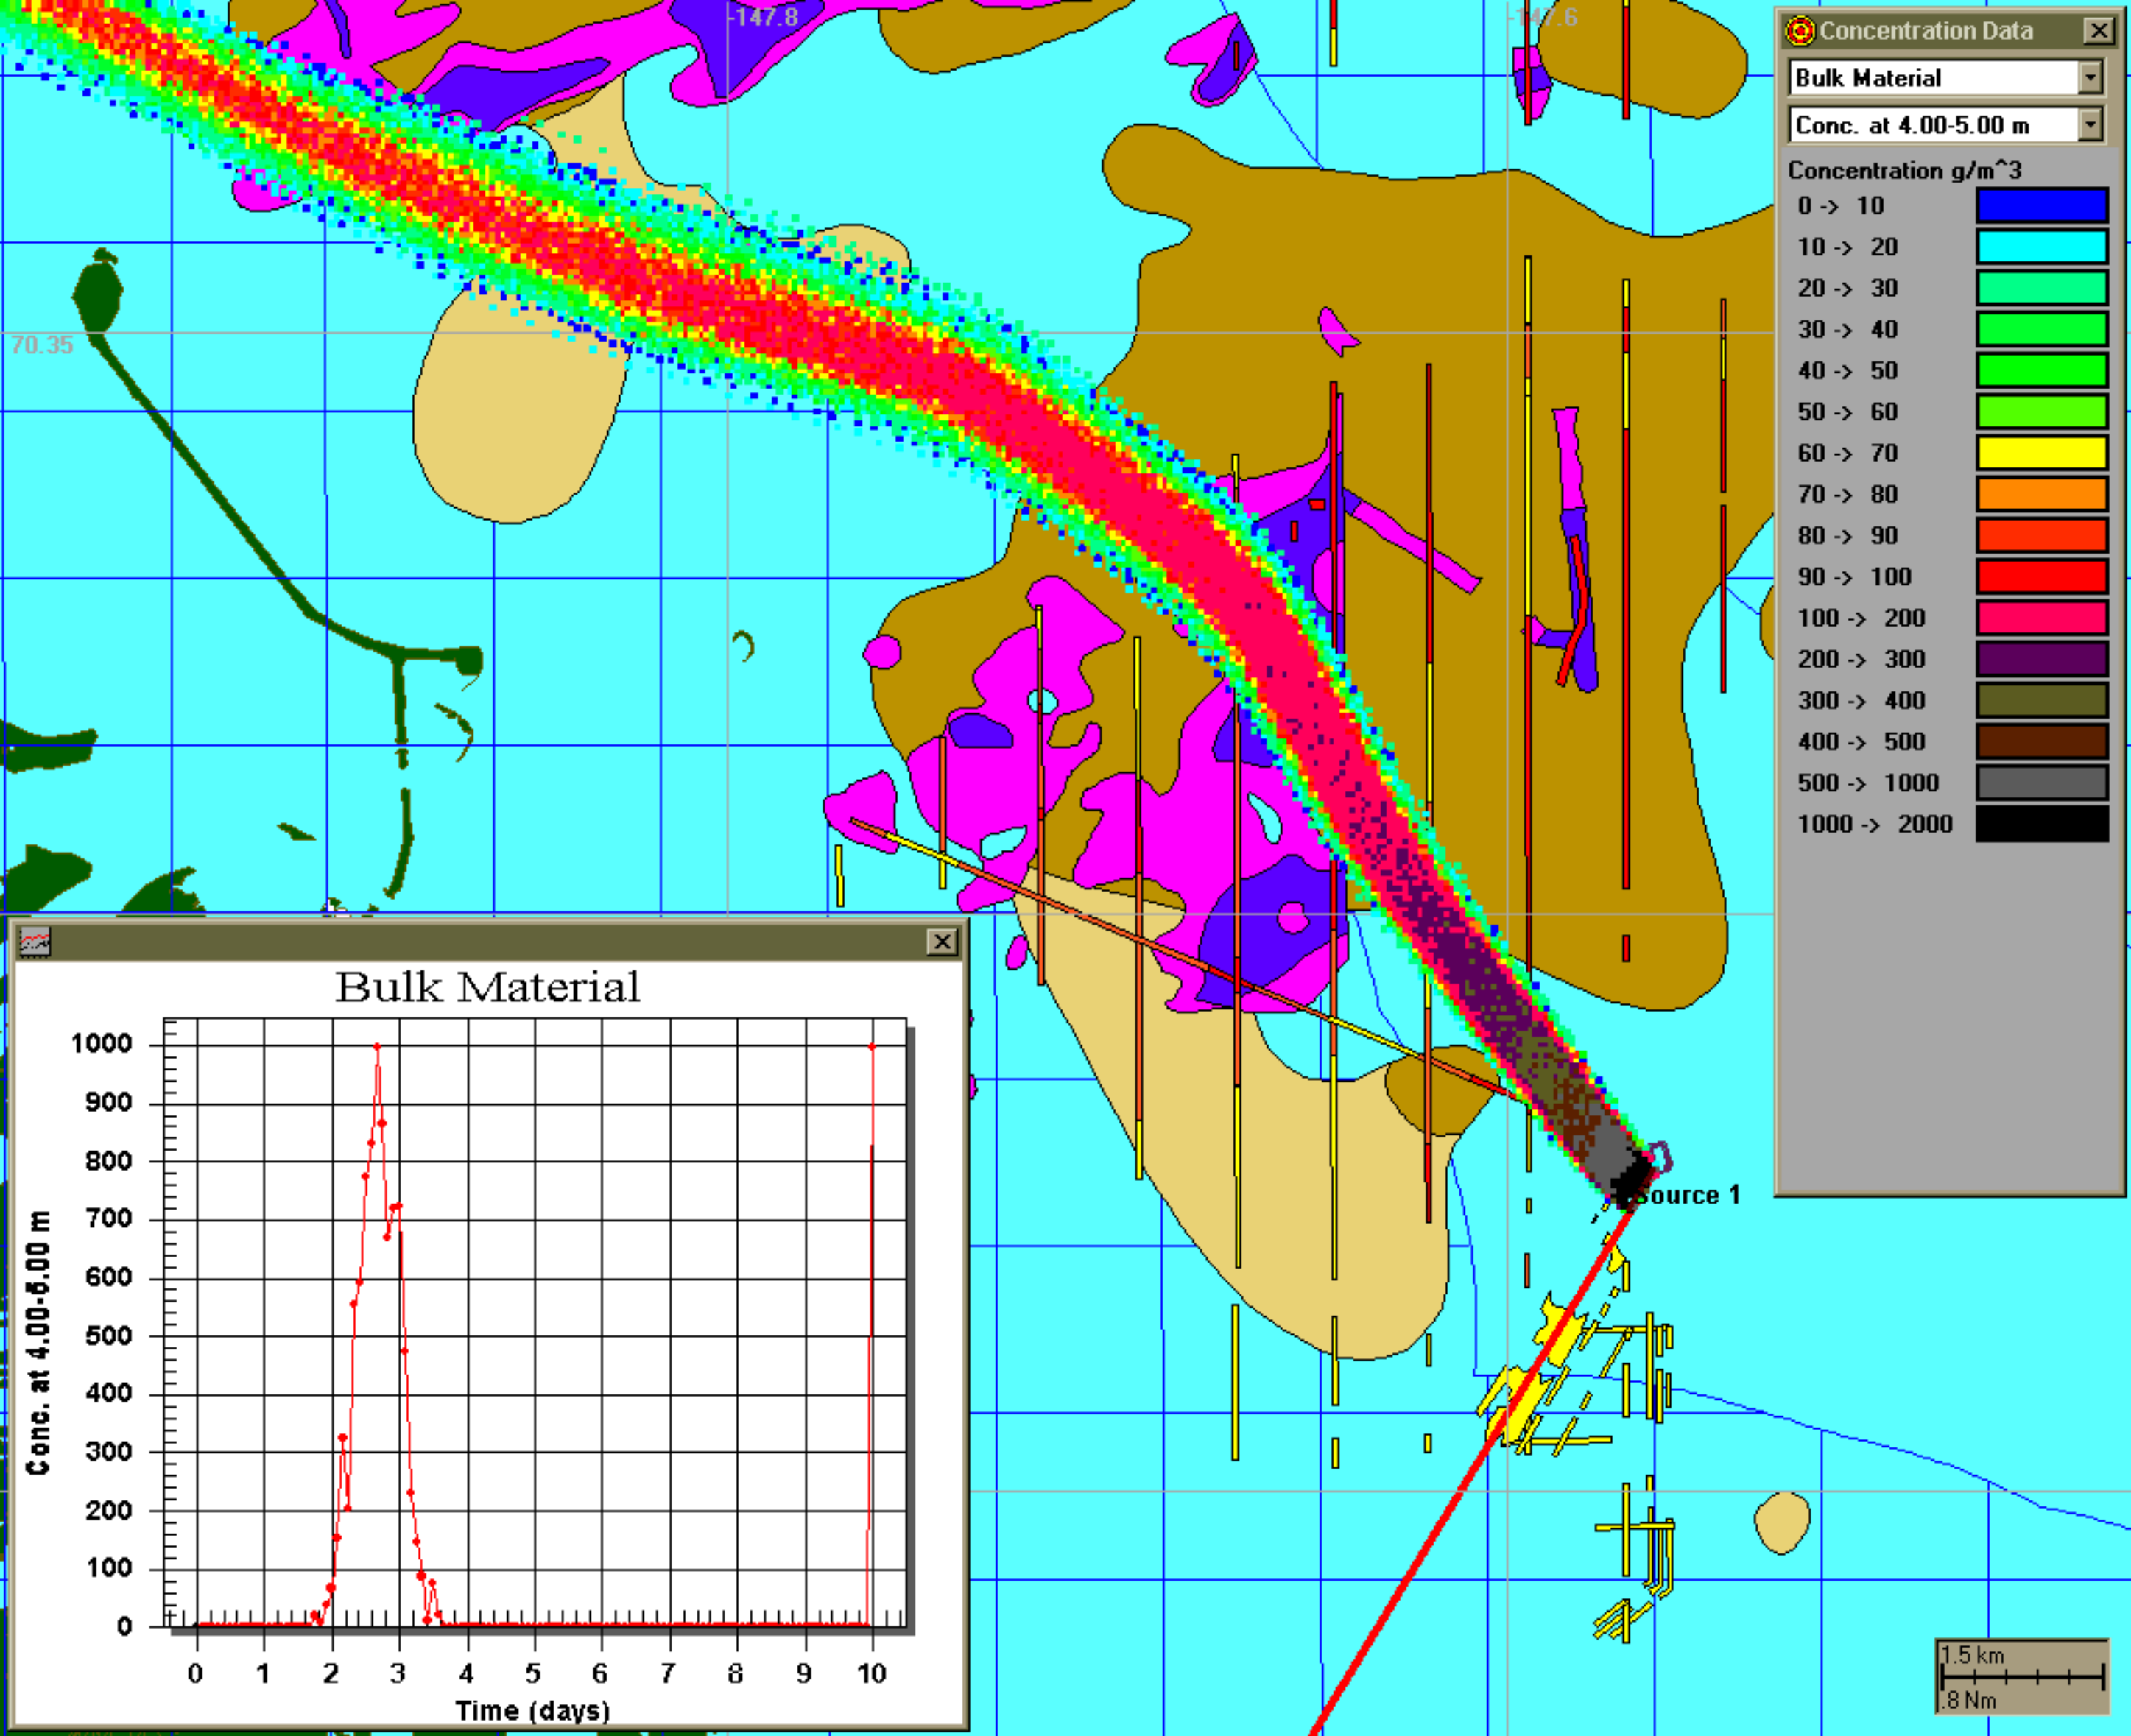 -147.8
-147.6
70.35
Concentration Data
Bulk Material
Conc. at 4.00-5.00 m
Concentration g/m^3
0 -> 10
10 -> 20
20 -> 30
30 -> 40
40 -> 50
50 -> 60
60 -> 70
70 -> 80
80 -> 90
90 -> 100
100 -> 200
200 -> 300
300 -> 400
400 -> 500
500 -> 1000
1000 -> 2000
Source 1
Bulk Material
Conc. at 4.00-5.00 m
1000
900
800
700
600
500
400
300
200
100
0
0 1 2 3 4 5 6 7 8 9 10
Time (days)
1.5 km
.8 Nm